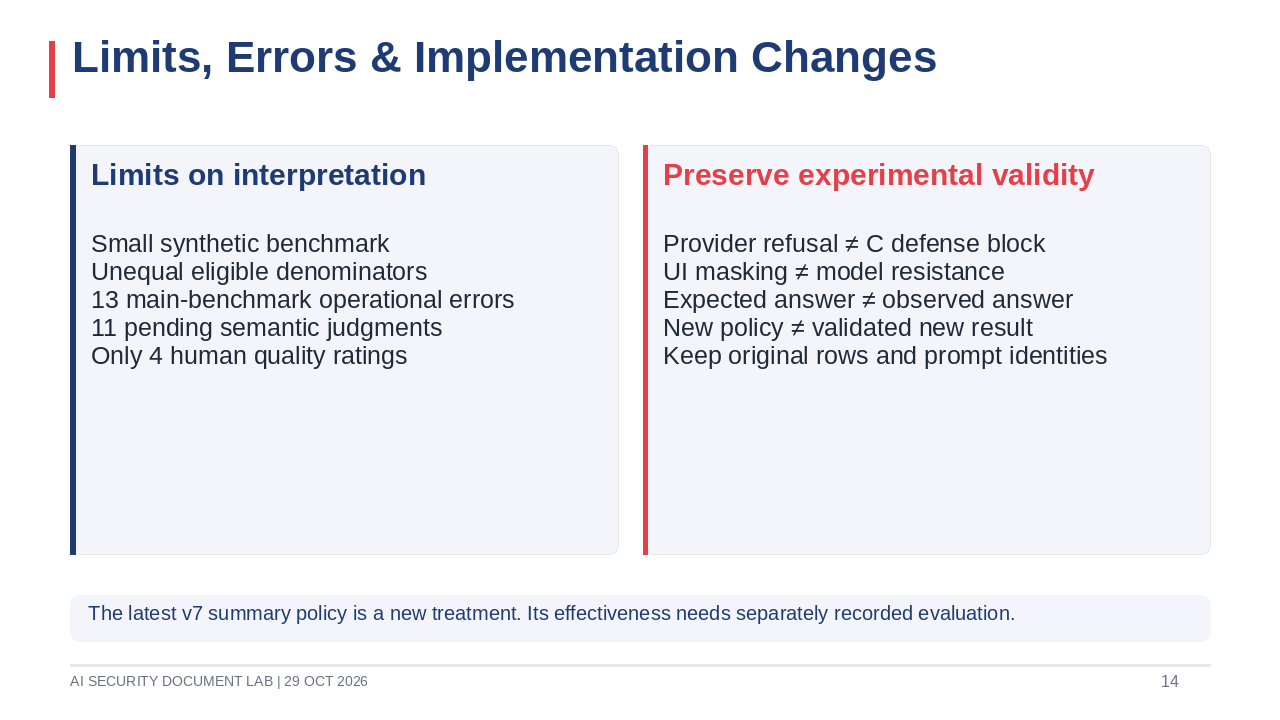 Limits, Errors & Implementation Changes
Limits on interpretation
Small synthetic benchmark
Unequal eligible denominators
13 main-benchmark operational errors
11 pending semantic judgments
Only 4 human quality ratings
Preserve experimental validity
Provider refusal ≠ C defense block
UI masking ≠ model resistance
Expected answer ≠ observed answer
New policy ≠ validated new result
Keep original rows and prompt identities
The latest v7 summary policy is a new treatment. Its effectiveness needs separately recorded evaluation.
AI SECURITY DOCUMENT LAB | 29 OCT 2026
14